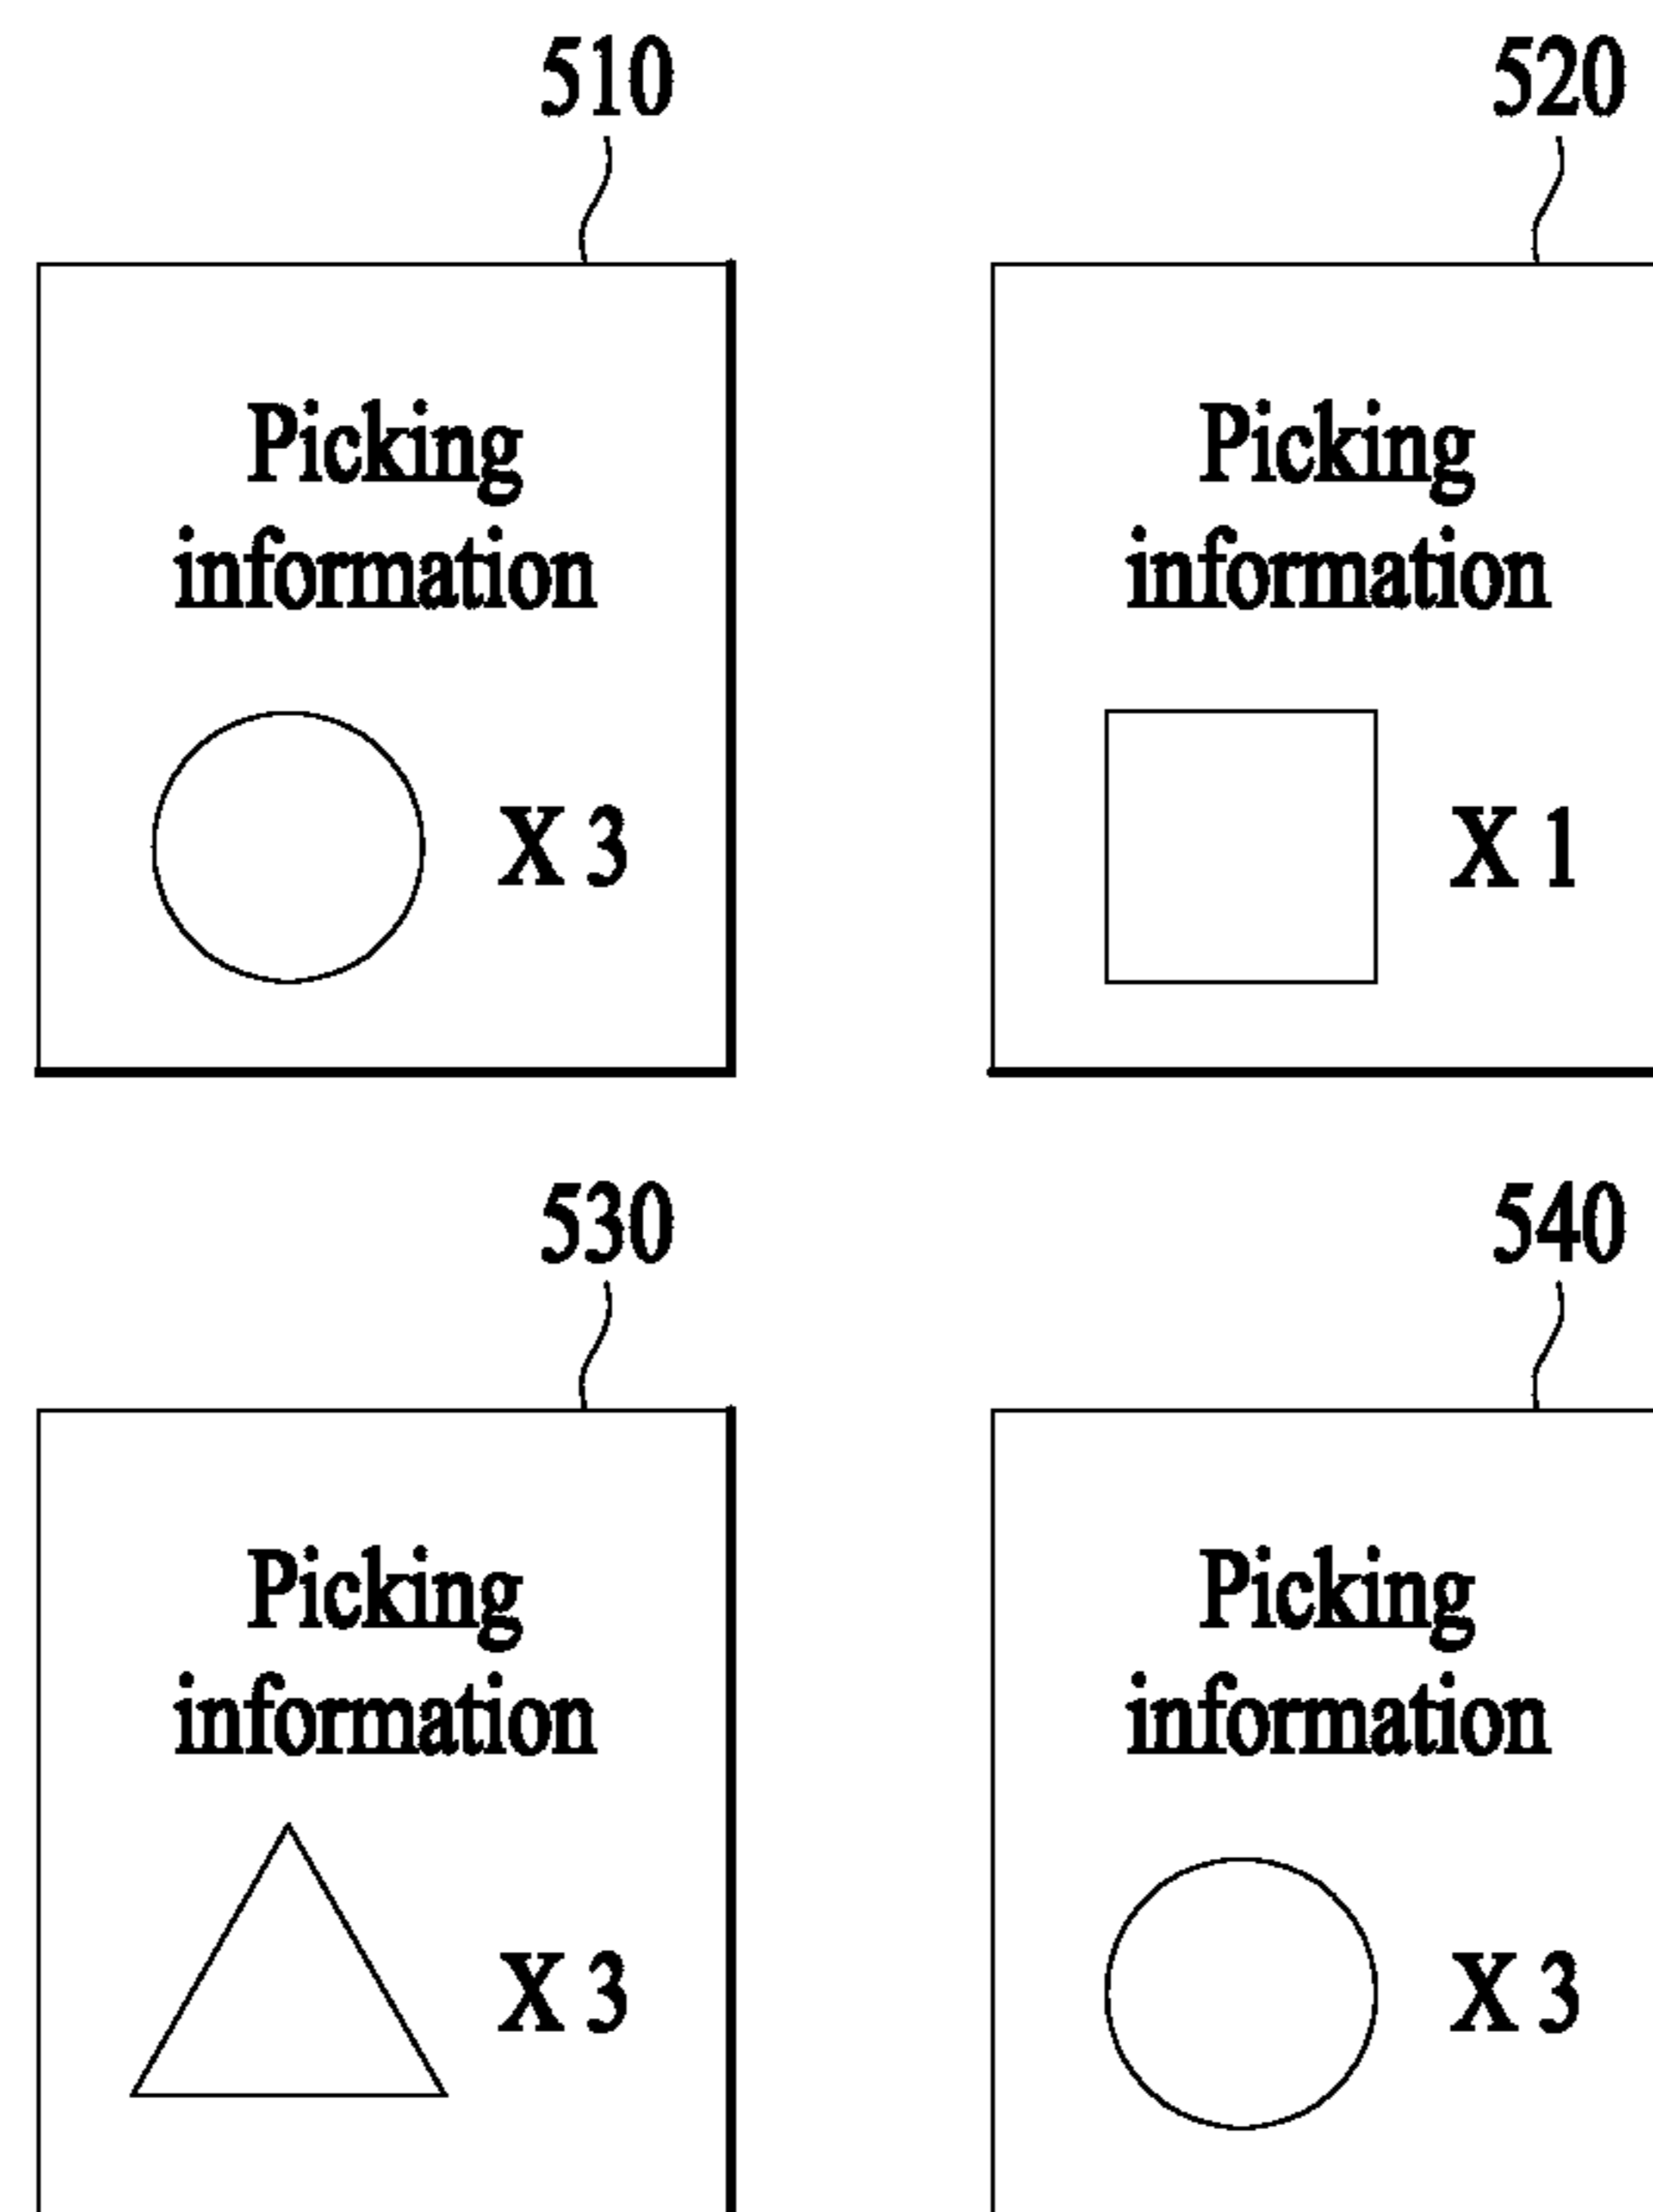 510
Picking
information
X 3
520
Picking
information
X 1
530
Picking
information
X 3
540
Picking
information
X 3